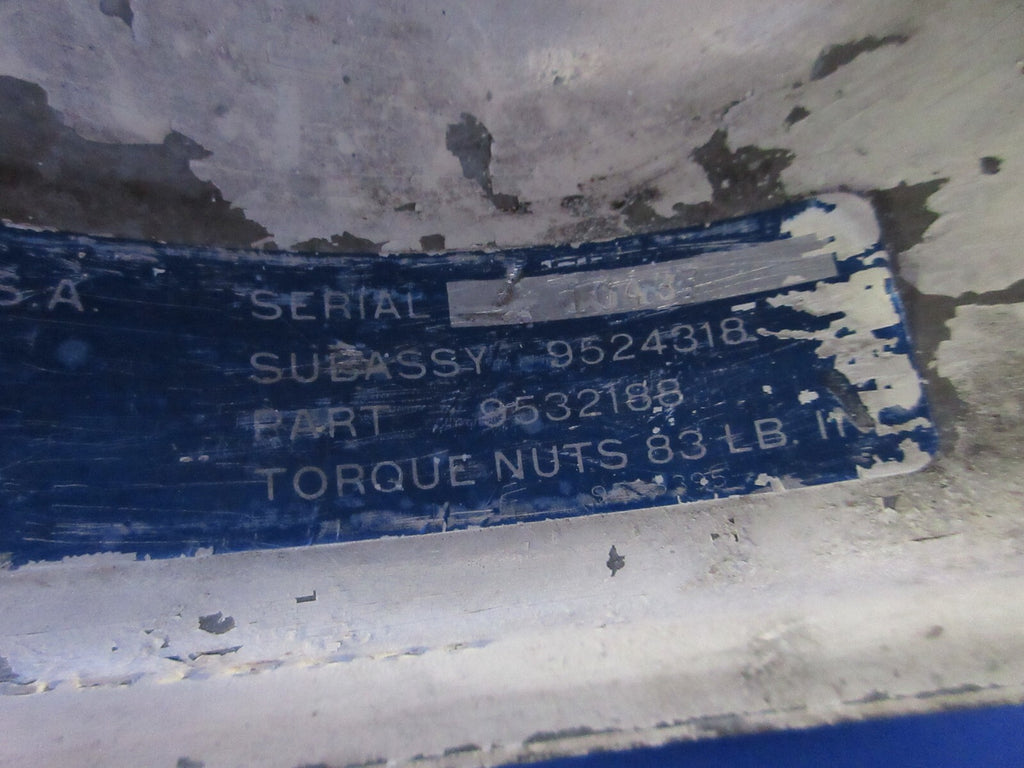 S.A.
SERIAL
SUBASSY 9524318
PART 9532188
TORQUE NUTS 83 LB. IN.